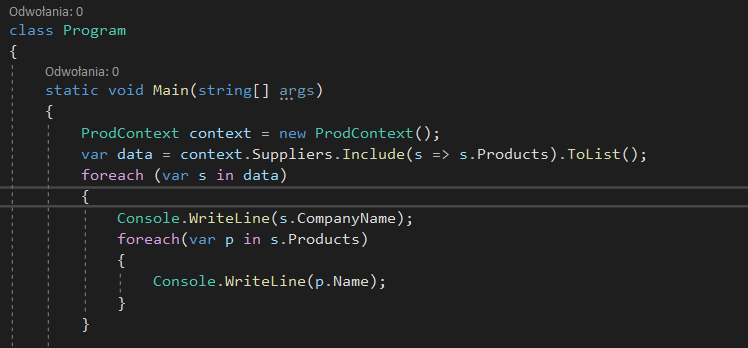 Odwołania: 0
class Program
{
Odwołania: 0
static void Main(string[] args)
{
ProdContext context = new ProdContext();
var data = context.Suppliers.Include(s => s.Products).ToList();
foreach (var s in data)
{
Console.WriteLine(s.CompanyName);
foreach(var p in s.Products)
{
Console.WriteLine(p.Name);
}
}